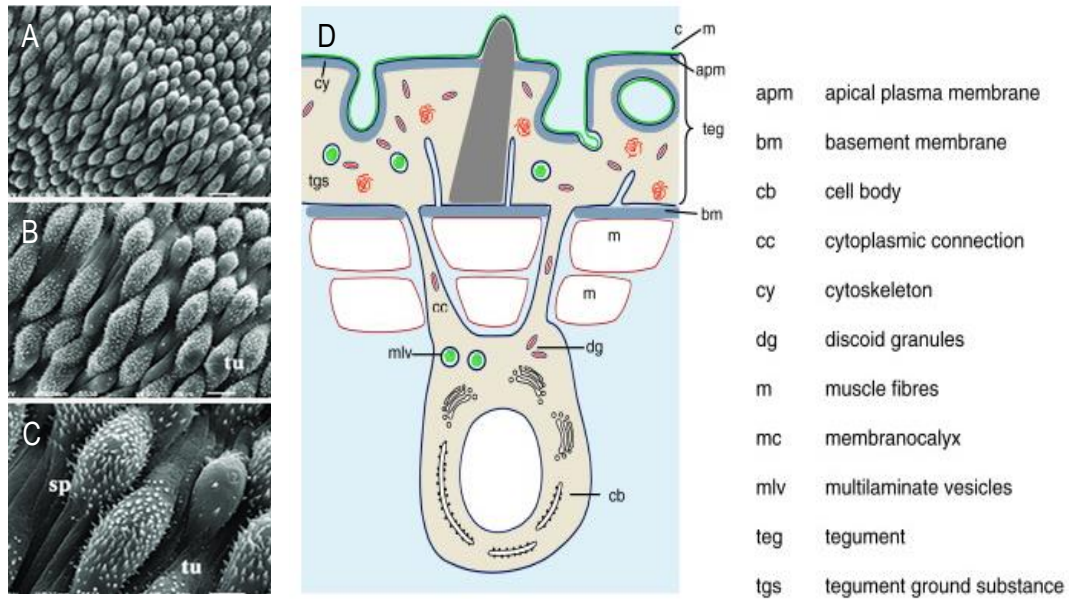 A
B
tu
C
sp
tu
D
c m
cy
apm
teg
tgs
bm
m
m
cc
mlv
dg
cb
apm apical plasma membrane
bm basement membrane
cb cell body
cc cytoplasmic connection
cy cytoskeleton
dg discoid granules
m muscle fibres
mc membranocalyx
mlv multilaminate vesicles
teg tegument
tgs tegument ground substance